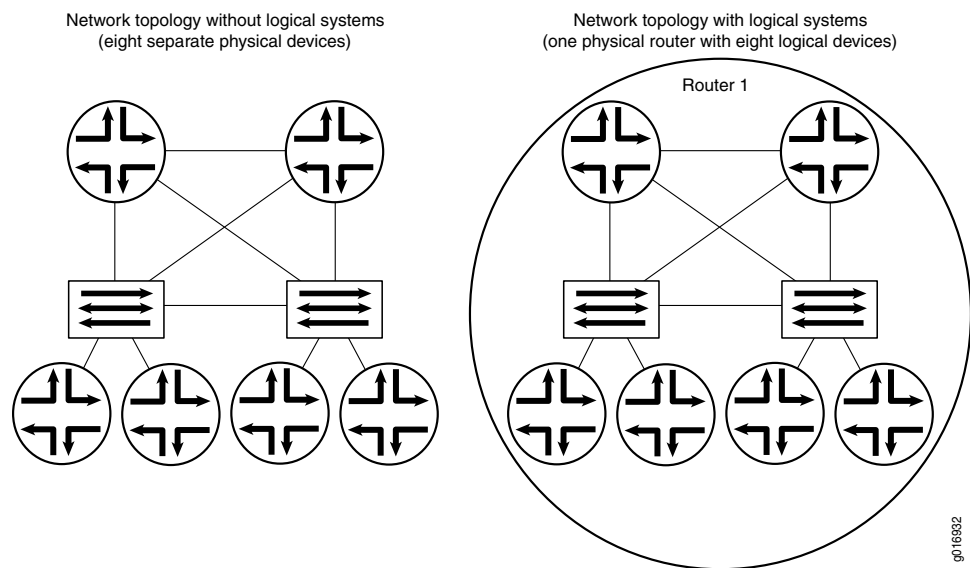 Network topology without logical systems
(eight separate physical devices)
Network topology with logical systems
(one physical router with eight logical devices)
Router 1
g016932